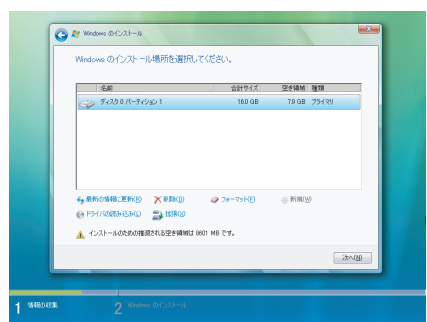 Windows のインストール
Windows のインストール場所を選択してください。
名前 合計サイズ 空き領域 種類
ディスク 0 パーティション 1 16.0 GB 7.9 GB プライマリ
最新の情報に更新(R) 削除(D) フォーマット(F) 新規(W)
ドライバの読み込み(L) 拡張(X)
インストールのための推奨される空き領域は 8601 MB です。
次へ(N)
1 情報の収集 2 Windows のインストール